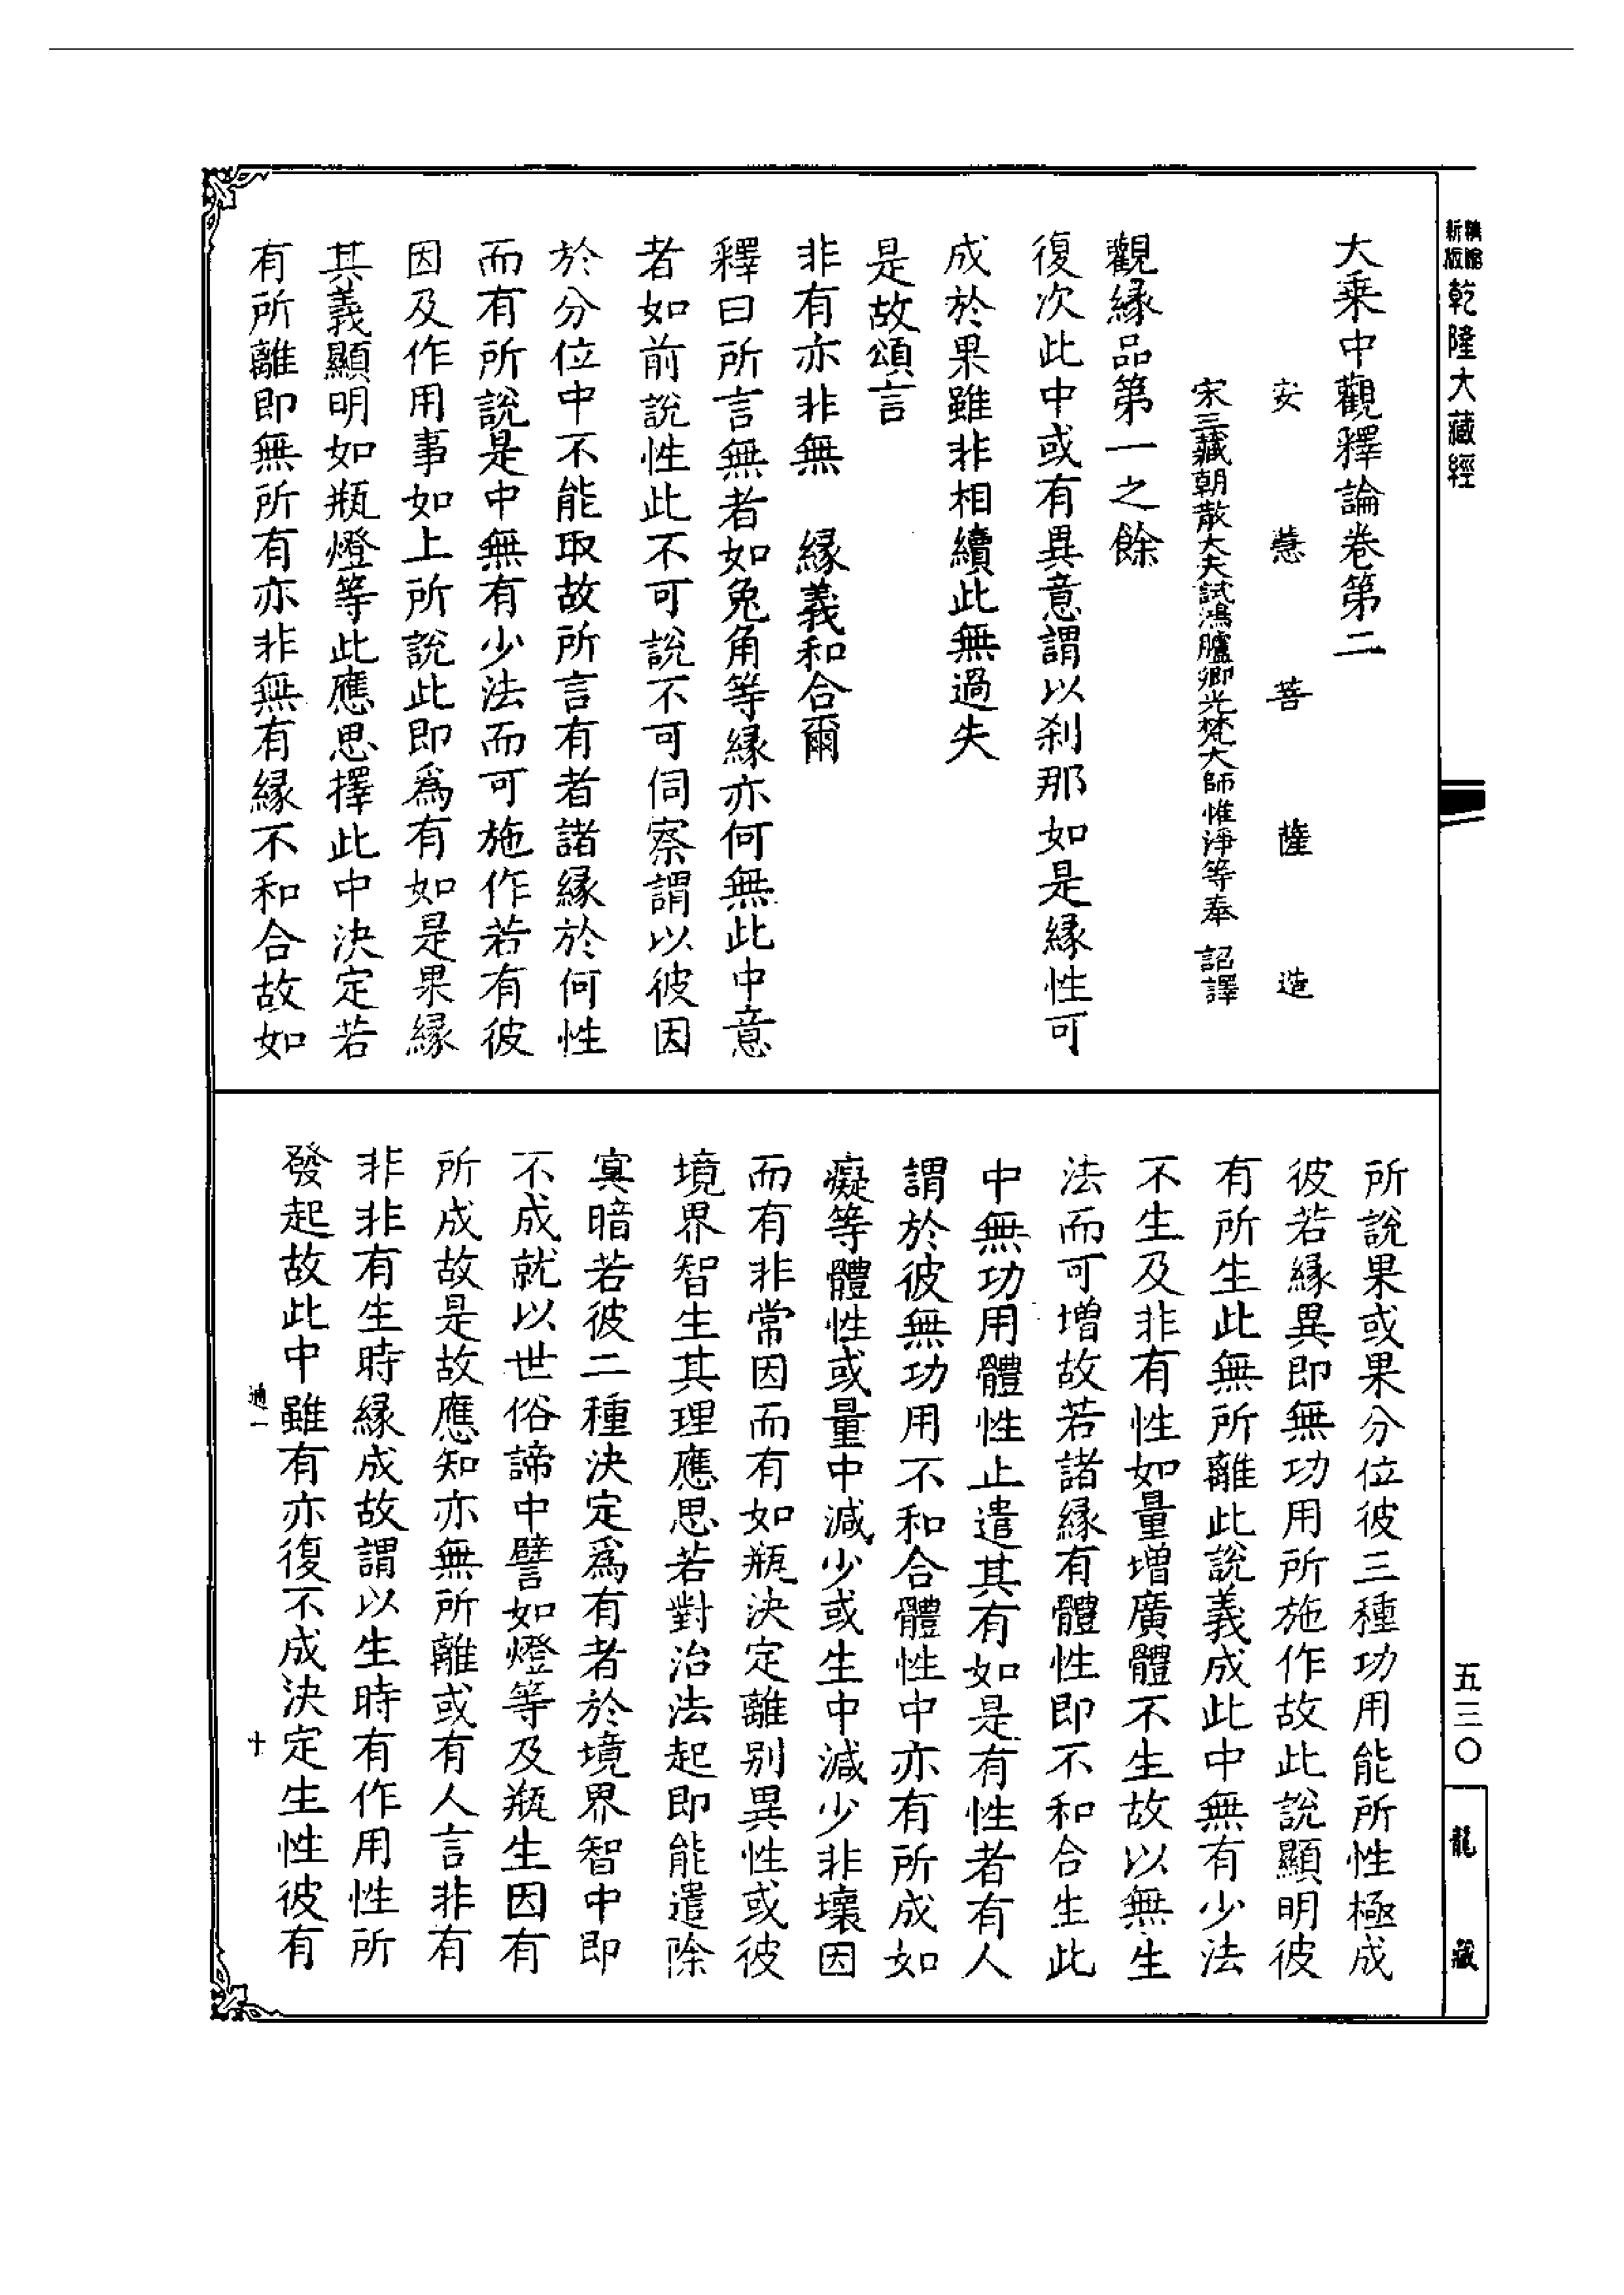 新版
乾隆大藏經
大乘中觀釋論卷第二
安慧菩薩造
宋三藏朝散大夫試鴻臚卿光梵大師惟淨等奉 詔譯
觀緣品第一之餘
復次此中或有異意謂以刹那如是緣性可
成於果雖非相續此無過失
是故頌言
非有亦非無 緣義和合爾
釋曰所言無者如兔角等緣亦何無此中意
者如前說性此不可說不可伺察謂以彼因
於分位中不能取故所言有者諸緣於何性
而有所說是中無有少法而可施作若有彼
因及作用事如上所說此即爲有如是果緣
其義顯明如瓶燈等此應思擇此中決定若
有所離即無所有亦非無有緣不和合故如
所說果或果分位彼三種功用能所性極成
彼若緣異即無功用所施作故此說顯明彼
有所生此無所離此說義成此中無有少法
不生及非有性如量增廣體不生故以無生
法而可增故若諸緣有體性即不和合生此
中無功用體性止遣其有如是有性者有人
謂於彼無功用不和合體性中亦有所成如
癡等體性或量中減少或生中減少非壞因
而有非常因而有如瓶決定離別異性或彼
境界智生其理應思若對治法起即能遣除
冥暗若彼二種決定爲有者於境界智中即
不成就以世俗諦中譬如燈等及瓶生因有
所成故是故應知亦無所離或有人言非有
非非有生時緣成故謂以生時有作用性所
發起故此中雖有亦復不成決定生性彼有
通一
十
五三〇
龍藏